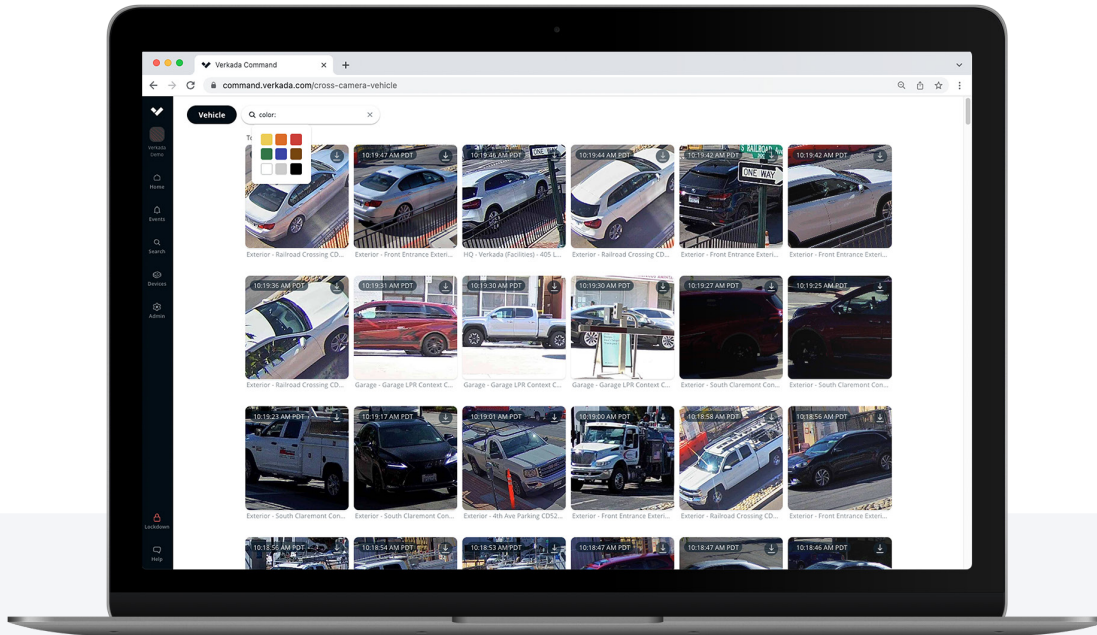 Verkada Command
command.verkada.com/cross-camera-vehicle
Vehicle
color:
Verkada
Demo
Home
Events
Search
Devices
Admin
Lockdown
Help
10:19:47 AM PDT
10:19:46 AM PDT
ONE W
10:19:44 AM PDT
10:19:42 AM PDT
S RAILROAD
ONE WAY
10:19:42 AM PDT
Exterior - Railroad Crossing CD...
Exterior - Front Entrance Exteri...
HQ - Verkada (Facilities) - 405 L...
Exterior - Railroad Crossing CD...
Exterior - Front Entrance Exteri...
Exterior - Front Entrance Exteri...
10:19:36 AM PDT
10:19:31 AM PDT
10:19:30 AM PDT
10:19:30 AM PDT
10:19:27 AM PDT
10:19:25 AM PDT
Exterior - Railroad Crossing CD...
Garage - Garage LPR Context C...
Garage - Garage LPR Context C...
Garage - Garage LPR Context C...
Exterior - South Claremont Con...
Exterior - South Claremont Con...
10:19:23 AM PDT
10:19:17 AM PDT
10:19:01 AM PDT
10:19:00 AM PDT
10:18:58 AM PDT
10:18:56 AM PDT
Exterior - South Claremont Con...
Exterior - South Claremont Con...
Exterior - 4th Ave Parking CD52...
Exterior - Front Entrance Exteri...
Exterior - Railroad Crossing CD...
Exterior - Front Entrance Exteri...
10:18:56 AM PDT
10:18:54 AM PDT
10:18:53 AM PDT
10:18:47 AM PDT
10:18:47 AM PDT
10:18:46 AM PDT